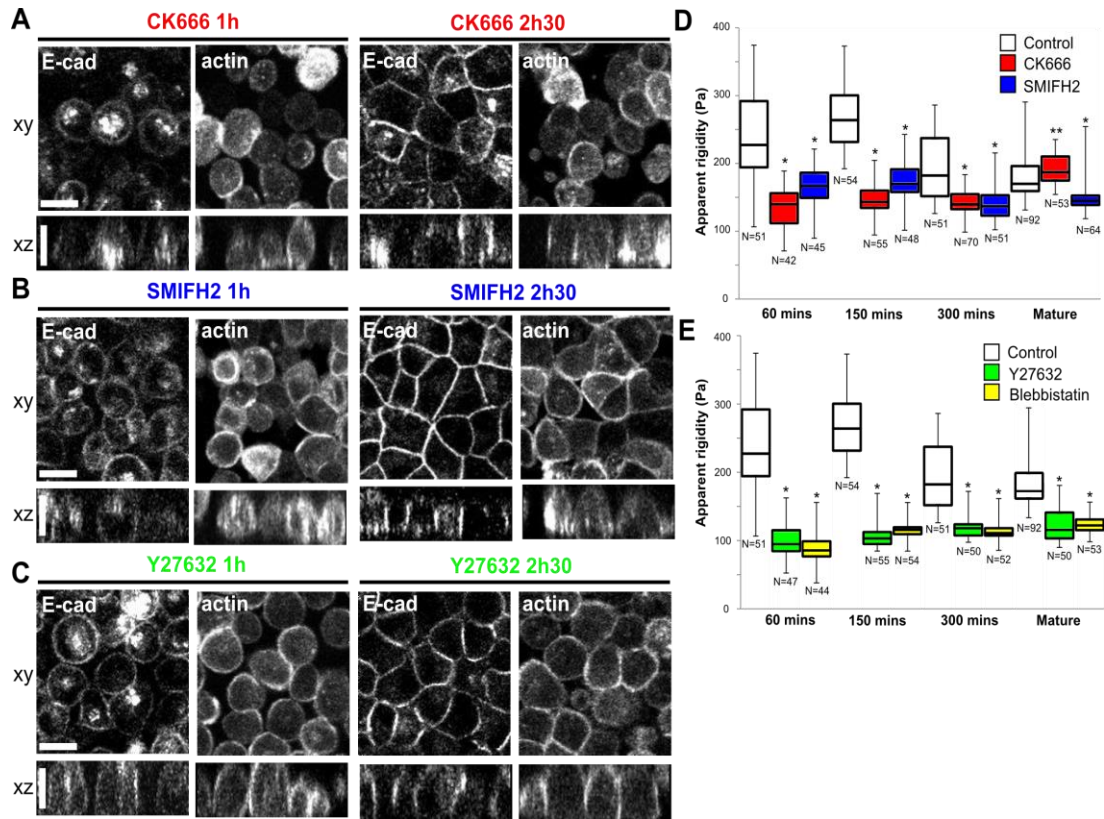 A
CK666 1h
CK666 2h30
E-cad
actin
E-cad
actin
xy
xz
B
SMIFH2 1h
SMIFH2 2h30
E-cad
actin
E-cad
actin
xy
xz
C
Y27632 1h
Y27632 2h30
E-cad
actin
E-cad
actin
xy
xz
D
Apparent rigidity (Pa)
400
300
200
100
0
Control
CK666
SMIFH2
* * * * * * ** *
N=51 N=42 N=45 N=54 N=55 N=48 N=51 N=70 N=51 N=92 N=53 N=64
60 mins 150 mins 300 mins Mature
E
Apparent rigidity (Pa)
400
300
200
100
0
Control
Y27632
Blebbistatin
* * * * * * * *
N=51 N=47 N=44 N=54 N=55 N=54 N=51 N=50 N=52 N=92 N=50 N=53
60 mins 150 mins 300 mins Mature